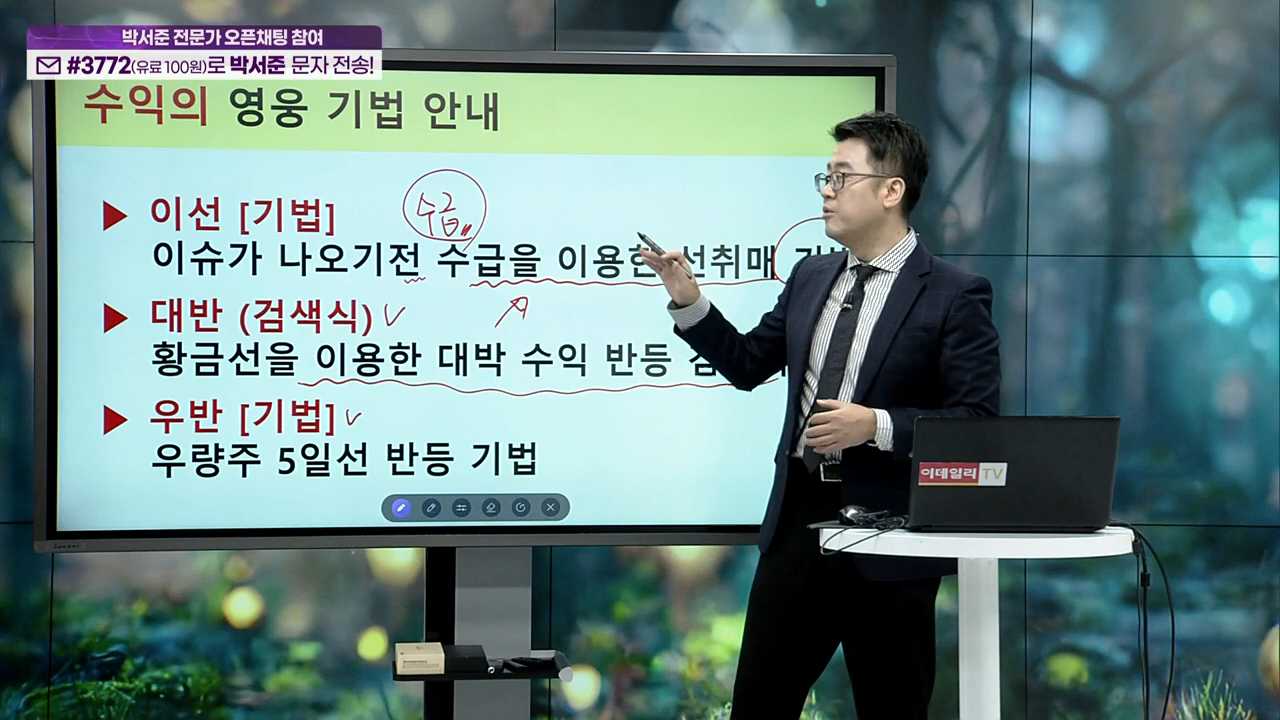 박서준 전문가 오픈채팅 참여
#3772(유료 100원)로 박서준 문자 전송!
수익의 영웅 기법 안내
수급
▶ 이선 [기법]
이슈가 나오기전 수급을 이용한 선취매
▶ 대반 (검색식)
황금선을 이용한 대박 수익 반등
▶ 우반 [기법]
우량주 5일선 반등 기법
이데일리 TV